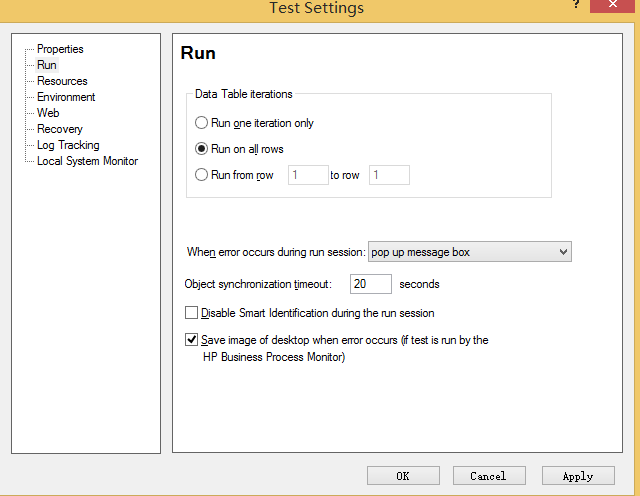 Test Settings
?
Properties
Run
Resources
Environment
Web
Recovery
Log Tracking
Local System Monitor
Run
Data Table iterations
Run one iteration only
Run on all rows
Run from row 1 to row 1
When error occurs during run session: pop up message box
Object synchronization timeout: 20 seconds
Disable Smart Identification during the run session
Save image of desktop when error occurs (if test is run by the
HP Business Process Monitor)
OK Cancel Apply